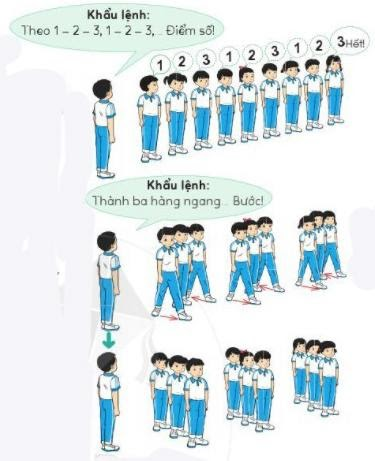 Khẩu lệnh:
Theo 1 – 2 – 3, 1 – 2 – 3,... Điểm số!
1 2 3 1 2 3 1 2 3 Hết!
Khẩu lệnh:
Thành ba hàng ngang... Bước!